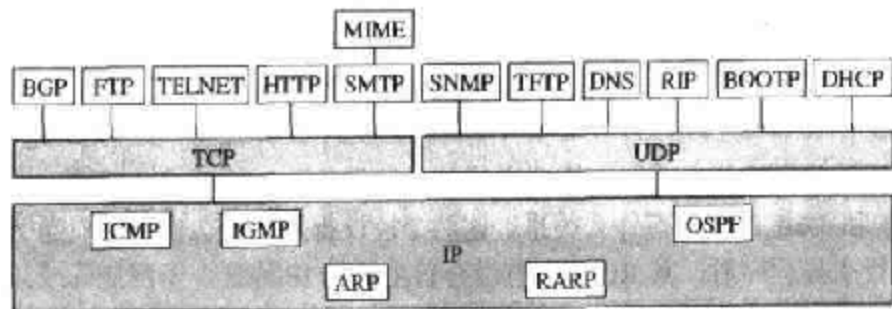 MIME
BGP FTP TELNET HTTP SMTP SNMP TFTP DNS RIP BOOTP DHCP
TCP UDP
ICMP IGMP OSPF
IP
ARP RARP